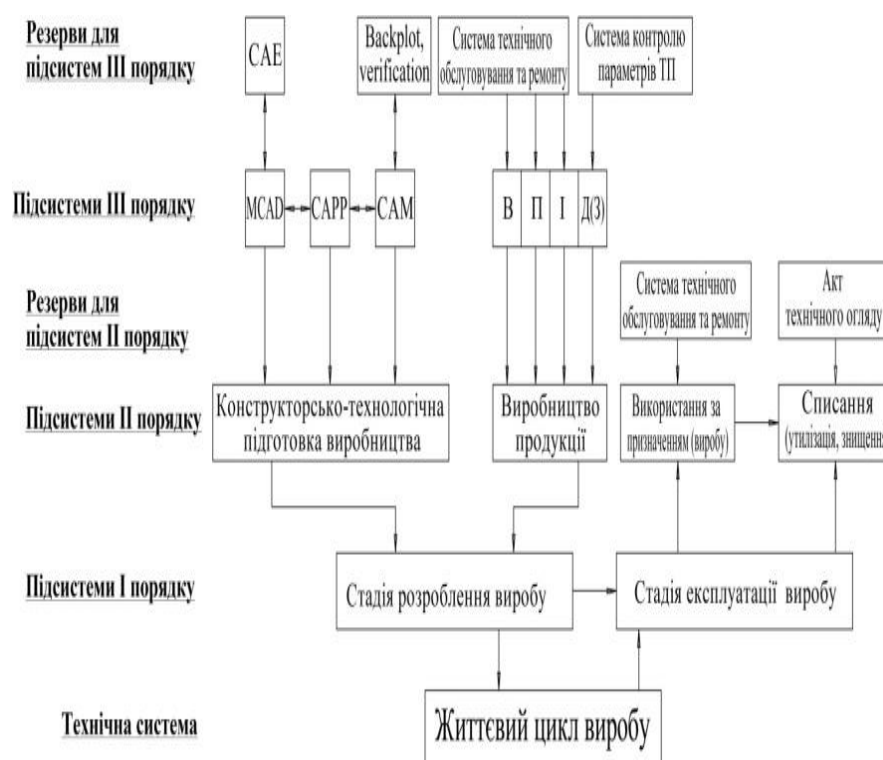 Резерви для
підсистем III порядку
CAE
Backplot,
verification
Система технічного
обслуговування та ремонту
Система контролю
параметрів ТП
Підсистеми III порядку
MCAD
CAPP
CAM
В
П
І
Д(З)
Резерви для
підсистем II порядку
Система технічного
обслуговування та ремонту
Акт
технічного огляду
Підсистеми II порядку
Конструкторсько-технологічна
підготовка виробництва
Виробництво
продукції
Використання за
призначенням (виробу)
Списання
(утилізація, знищення
Підсистеми I порядку
Стадія розроблення виробу
Стадія експлуатації виробу
Технічна система
Життєвий цикл виробу